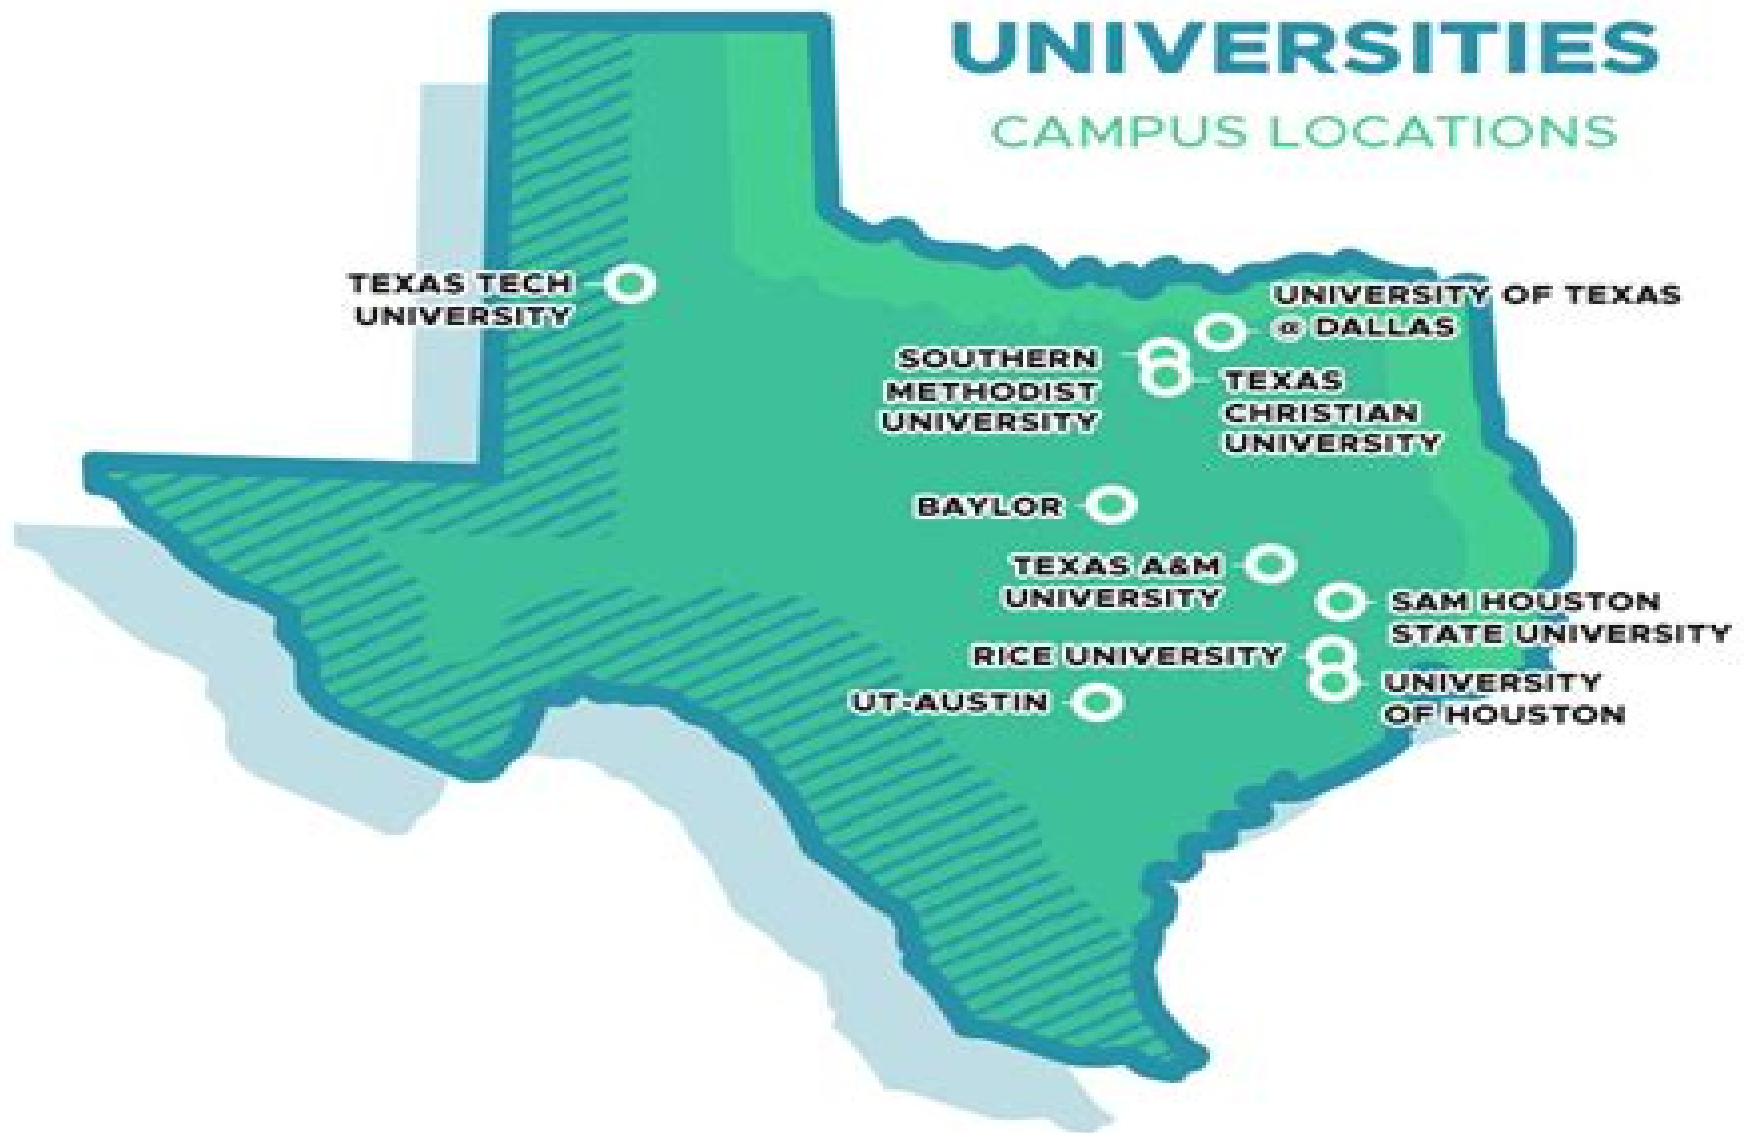 UNIVERSITIES
CAMPUS LOCATIONS
TEXAS TECH
UNIVERSITY
UNIVERSITY OF TEXAS
@ DALLAS
SOUTHERN
METHODIST
UNIVERSITY
TEXAS
CHRISTIAN
UNIVERSITY
BAYLOR
TEXAS A&M
UNIVERSITY
SAM HOUSTON
STATE UNIVERSITY
RICE UNIVERSITY
UNIVERSITY
OF HOUSTON
UT-AUSTIN